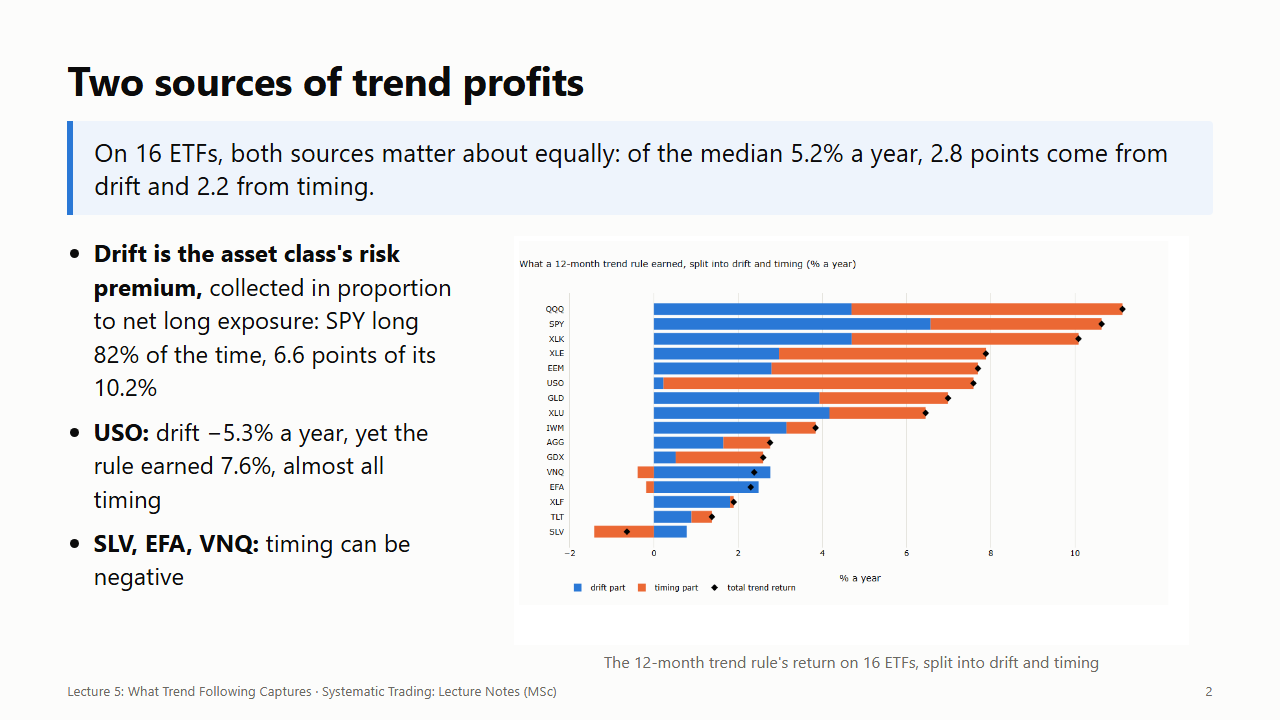 Two sources of trend profits
On 16 ETFs, both sources matter about equally: of the median 5.2% a year, 2.8 points come from
drift and 2.2 from timing.
• Drift is the asset class's risk
premium, collected in proportion
to net long exposure: SPY long
82% of the time, 6.6 points of its
10.2%
• USO: drift −5.3% a year, yet the
rule earned 7.6%, almost all
timing
• SLV, EFA, VNQ: timing can be
negative
What a 12-month trend rule earned, split into drift and timing (% a year)
QQQ
SPY
XLK
XLE
EEM
USO
GLD
XLU
IWM
AGG
GDX
VNQ
EFA
XLF
TLT
SLV
−2 0 2 4 6 8 10
% a year
drift part timing part total trend return
The 12-month trend rule's return on 16 ETFs, split into drift and timing
Lecture 5: What Trend Following Captures · Systematic Trading: Lecture Notes (MSc)
2